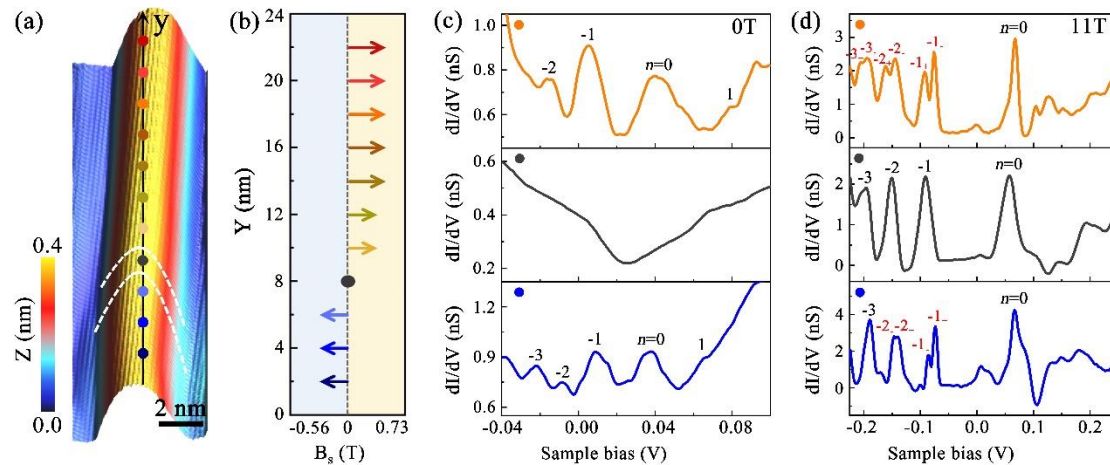 (a)
y
0.4
Z (nm)
0.0
2 nm
(b)
24
20
16
12
8
4
0
Y (nm)
-0.56 0 0.73
B_s (T)
(c)
0T
1.0
0.8
0.6
dI/dV (nS)
-2
-1
n=0
1
0.6
0.4
0.2
dI/dV (nS)
1.2
0.9
0.6
dI/dV (nS)
-3
-2
-1
n=0
1
-0.04 0.00 0.04 0.08
Sample bias (V)
(d)
11T
3
2
1
0
dI/dV (nS)
-3
-2
-1
n=0
2
1
0
dI/dV (nS)
-3
-2
-1
n=0
4
2
0
dI/dV (nS)
-3
-2
-2
-1
-1
n=0
-0.2 -0.1 0.0 0.1 0.2
Sample bias (V)